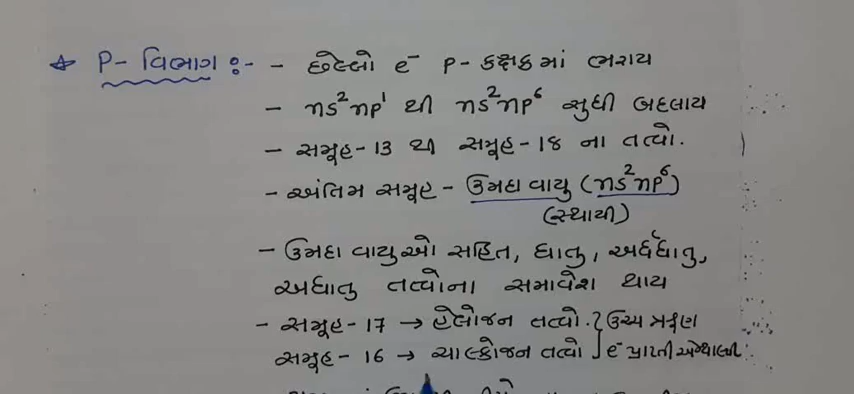 ☆ P- વિભાગ :- - છેલ્લો e⁻ p- કક્ષકમાં ભરાય
- ns²np¹ થી ns²np⁶ સુધી બદલાય
- સમૂહ-13 થી સમૂહ-18 ના તત્વો.
- અંતિમ સમૂહ - ઉમદા વાયુ (ns²np⁶)
(સ્થાયી)
- ઉમદા વાયુઓ સહિત, ધાતુ, અર્ધધાતુ,
અધાતુ તત્વોના સમાવેશ થાય
- સમૂહ-17 → હેલોજન તત્વો. } ઉચ્ચ ઋણ
સમૂહ - 16 → ચાલ્કોજન તત્વો } e⁻ પ્રાપ્તી એન્થાલ્પી